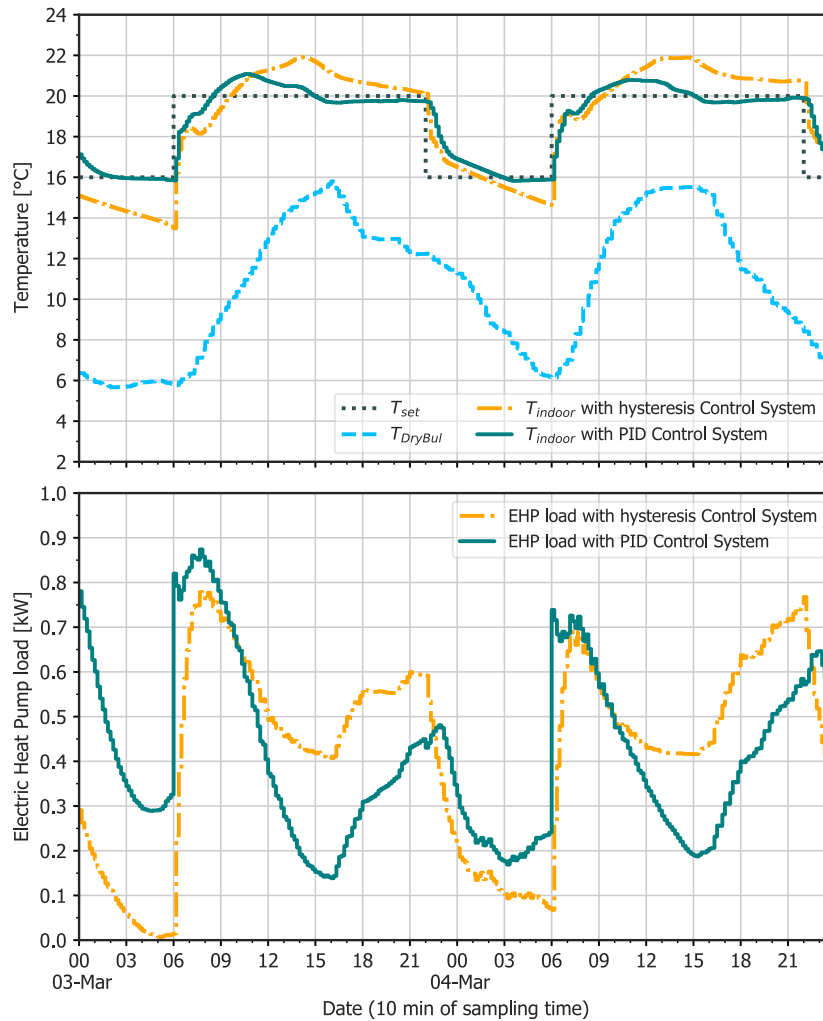 24
22
20
18
16
14
12
10
8
6
4
2
Temperature [°C]
T_set
T_DryBul
T_indoor with hysteresis Control System
T_indoor with PID Control System
1.0
0.9
0.8
0.7
0.6
0.5
0.4
0.3
0.2
0.1
0.0
Electric Heat Pump load [kW]
EHP load with hysteresis Control System
EHP load with PID Control System
00 03 06 09 12 15 18 21 00 03 06 09 12 15 18 21
03-Mar 04-Mar
Date (10 min of sampling time)